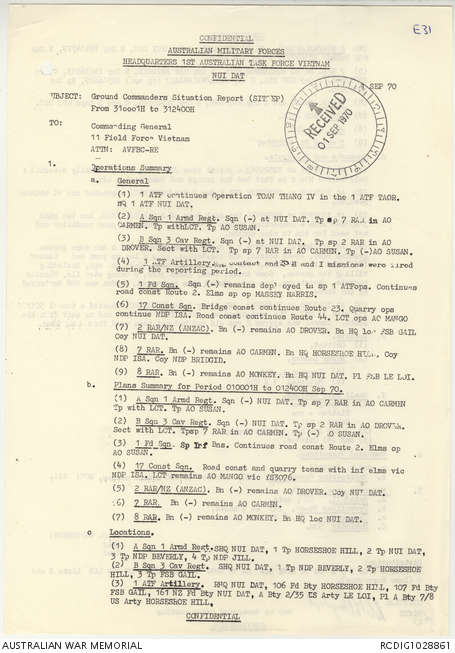 CONFIDENTIAL
E31
AUSTRALIAN MILITARY FORCES
HEADQUARTERS 1ST AUSTRALIAN TASK FORCE VIETNAM
NUI DAT
SEP 70
SUBJECT: Ground Commanders Situation Report (SITREP)
From 310001H to 312400H
RECEIVED
01 SEP 1970
TO: Commanding General
11 Field Force Vietnam
ATTN: AVFBC-RE
1. Operations Summary
a. General
(1) 1 ATF continues Operation TOAN THANG IV in the 1 ATF TAOR.
HQ 1 ATF NUI DAT.
(2) A Sqn 1 Armd Regt. Sqn (-) at NUI DAT. Tp sp 7 RAR in AO
CARMEN. Tp withLCT. Tp AO SUSAN.
(3) B Sqn 3 Cav Regt. Sqn (-) at NUI DAT. Tp sp 2 RAR in AO
DROVER. Sect with LCT. Tp sp 7 RAR in AO CARMEN. Tp (-)AO SUSAN.
(4) 1 ATF Artillery. contact and H and I missions were fired
during the reporting period.
(5) 1 Fd Sqn. Sqn (-) remains deployed in sp 1 ATFops. Continues
road const Route 2. Elms sp op MASSEY HARRIS.
(6) 17 Const Sqn. Bridge const continues Route 23. Quarry ops
continue NDP ISA. Road const continues Route 44. LCT ops AO MANGO
(7) 2 RAR/NZ (ANZAC). Bn (-) remains AO DROVER. Bn HQ loc FSB GAIL
Coy NUI DAT.
(8) 7 RAR. Bn (-) remains AO CARMEN. Bn HQ HORSESHOE HILL. Coy
NDP ISA. Coy NDP BRIDGID.
(9) 8 RAR. Bn (-) remains AO MONKEY. Bn HQ NUI DAT. Pl FSB LE LOI.
b. Plans Summary for Period 010001H to 012400H Sep 70.
(1) A Sqn 1 Armd Regt. Sqn (-) NUI DAT. Tp sp 7 RAR in AO CARMEN
Tp with LCT. Tp AO SUSAN.
(2) B Sqn 3 Cav Regt. Sqn (-) NUI DAT. Tp sp 2 RAR in AO DROVER.
Sect with LCT. Tp sp 7 RAR in AO CARMEN. Tp (-) AO SUSAN.
(3) 1 Fd Sqn. Sp Inf Bns. Continues road const Route 2. Elms op
AO SUSAN.
(4) 17 Const Sqn. Road const and quarry teams with inf elms vic
NDP ISA. LCT remains AO MANGO vic YS3076.
(5) 2 RAR/NZ (ANZAC). Bn (-) remains AO DROVER. Coy NUI DAT.
(6) 7 RAR. Bn (-) remains AO CARMEN.
(7) 8 RAR. Bn (-) remains AO MONKEY. Bn HQ loc NUI DAT.
c Locations.
(1) A Sqn 1 Armd Regt. SHQ NUI DAT, 1 Tp HORSESHOE HILL, 2 Tp NUI DAT,
3 Tp NDP BEVERLY, 4 Tp NDP JILL.
(2) B Sqn 3 Cav Regt. SHQ NUI DAT, 1 Tp NDP BEVERLY, 2 Tp HORSESHOE
HILL, 3 Tp FSB GAIL.
(3) 1 ATF Artillery. RHQ NUI DAT, 106 Fd Bty HORSESHOE HILL, 107 Fd Bty
FSB GAIL, 161 NZ Fd Bty NUI DAT, A Bty 2/35 US Arty LE LOI, Pl A Bty 7/8
US Arty HORSESHOE HILL.
CONFIDENTIAL
AUSTRALIAN WAR MEMORIAL
RCDIG1028861